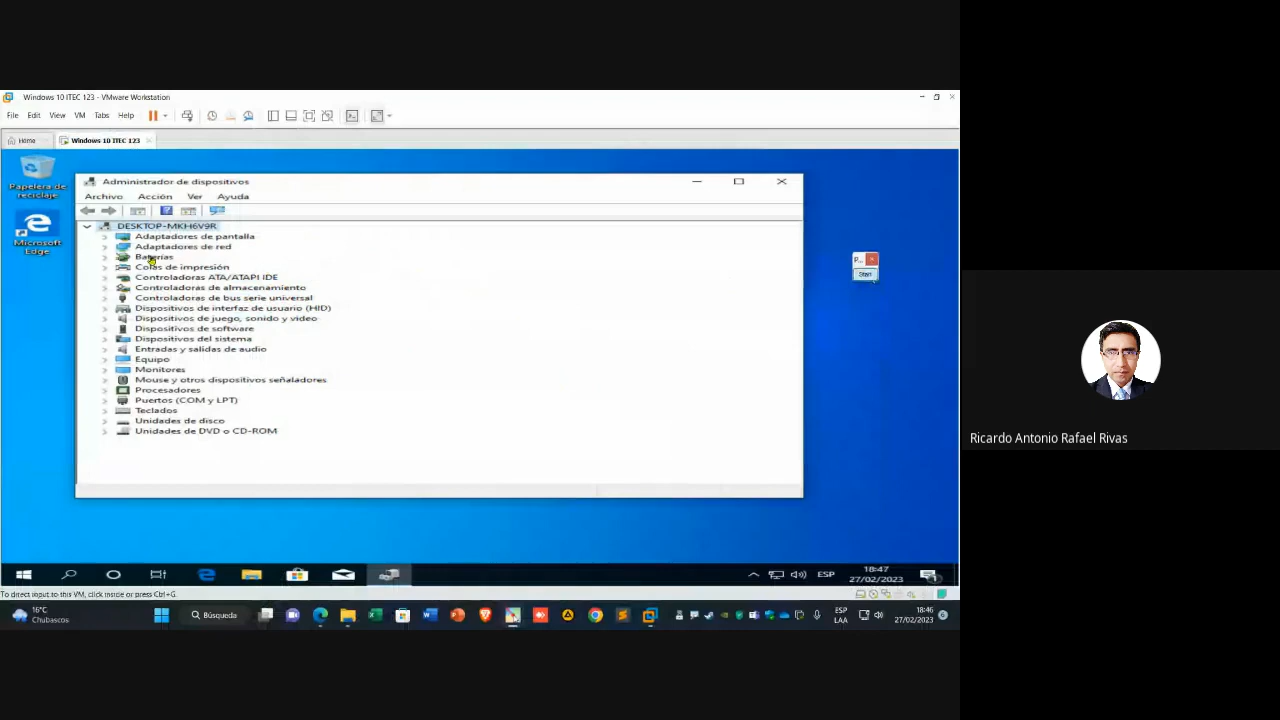 Windows 10 ITEC 123 - VMware Workstation
File Edit View VM Tabs Help
Home Windows 10 ITEC 123
Papelera de reciclaje
Microsoft Edge
Administrador de dispositivos
Archivo Acción Ver Ayuda
DESKTOP-MKH6V9R
Adaptadores de pantalla
Adaptadores de red
Baterías
Colas de impresión
Controladoras ATA/ATAPI IDE
Controladoras de almacenamiento
Controladoras de bus serie universal
Dispositivos de interfaz de usuario (HID)
Dispositivos de juego, sonido y vídeo
Dispositivos de software
Dispositivos del sistema
Entradas y salidas de audio
Equipo
Monitores
Mouse y otros dispositivos señaladores
Procesadores
Puertos (COM y LPT)
Teclados
Unidades de disco
Unidades de DVD o CD-ROM
P...
Start
ESP
18:47
27/02/2023
To direct input to this VM, click inside or press Ctrl+G.
16°C
Chubascos
Búsqueda
ESP
LAA
18:46
27/02/2023
Ricardo Antonio Rafael Rivas